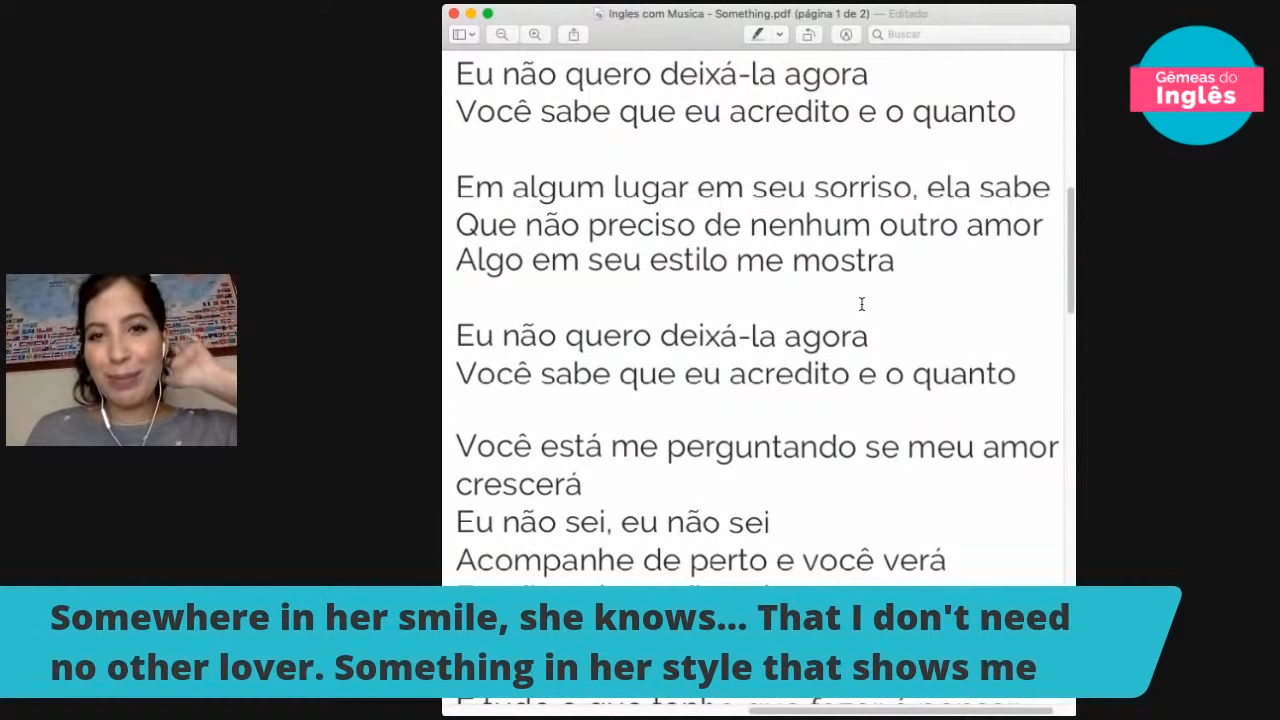 Ingles com Musica - Something.pdf (página 1 de 2) — Editado
Buscar
Gêmeas do
Inglês
Eu não quero deixá-la agora
Você sabe que eu acredito e o quanto
Em algum lugar em seu sorriso, ela sabe
Que não preciso de nenhum outro amor
Algo em seu estilo me mostra
Eu não quero deixá-la agora
Você sabe que eu acredito e o quanto
Você está me perguntando se meu amor
crescerá
Eu não sei, eu não sei
Acompanhe de perto e você verá
Somewhere in her smile, she knows... That I don't need
no other lover. Something in her style that shows me